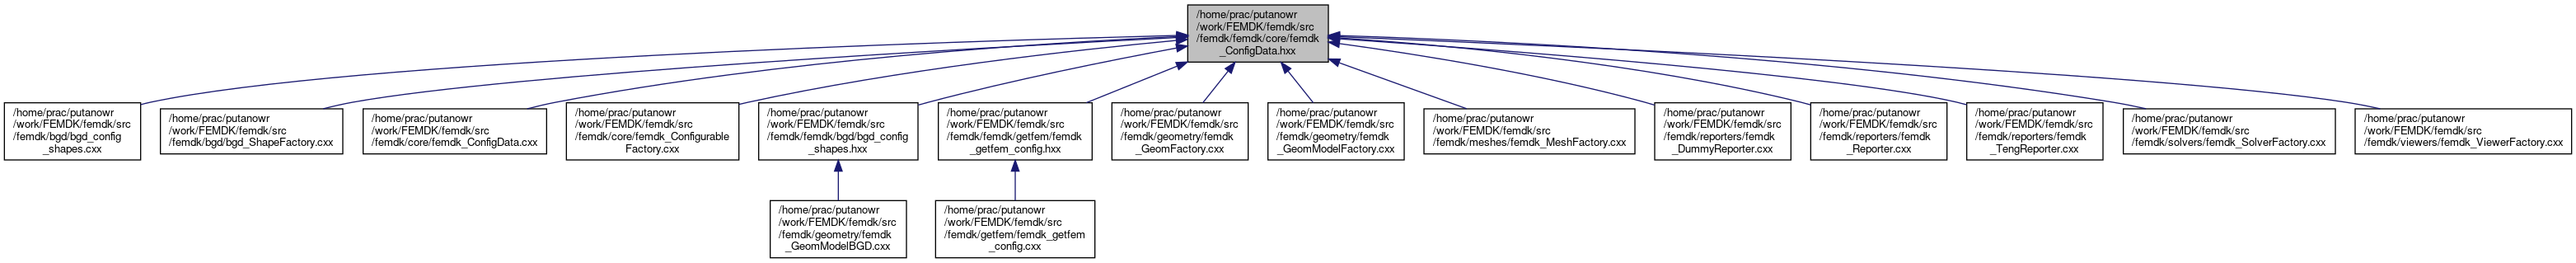 /home/prac/putanowr
/work/FEMDK/femdk/src
/femdk/femdk/core/femdk
_ConfigData.hxx
/home/prac/putanowr
/work/FEMDK/femdk/src
/femdk/bgd/bgd_config
_shapes.cxx
/home/prac/putanowr
/work/FEMDK/femdk/src
/femdk/bgd/bgd_ShapeFactory.cxx
/home/prac/putanowr
/work/FEMDK/femdk/src
/femdk/core/femdk_ConfigData.cxx
/home/prac/putanowr
/work/FEMDK/femdk/src
/femdk/core/femdk_Configurable
Factory.cxx
/home/prac/putanowr
/work/FEMDK/femdk/src
/femdk/femdk/bgd/bgd_config
_shapes.hxx
/home/prac/putanowr
/work/FEMDK/femdk/src
/femdk/femdk/getfem/femdk
_getfem_config.hxx
/home/prac/putanowr
/work/FEMDK/femdk/src
/femdk/geometry/femdk
_GeomFactory.cxx
/home/prac/putanowr
/work/FEMDK/femdk/src
/femdk/geometry/femdk
_GeomModelFactory.cxx
/home/prac/putanowr
/work/FEMDK/femdk/src
/femdk/meshes/femdk_MeshFactory.cxx
/home/prac/putanowr
/work/FEMDK/femdk/src
/femdk/reporters/femdk
_DummyReporter.cxx
/home/prac/putanowr
/work/FEMDK/femdk/src
/femdk/reporters/femdk
_Reporter.cxx
/home/prac/putanowr
/work/FEMDK/femdk/src
/femdk/reporters/femdk
_TengReporter.cxx
/home/prac/putanowr
/work/FEMDK/femdk/src
/femdk/solvers/femdk_SolverFactory.cxx
/home/prac/putanowr
/work/FEMDK/femdk/src
/femdk/viewers/femdk_ViewerFactory.cxx
/home/prac/putanowr
/work/FEMDK/femdk/src
/femdk/geometry/femdk
_GeomModelBGD.cxx
/home/prac/putanowr
/work/FEMDK/femdk/src
/femdk/getfem/femdk_getfem
_config.cxx